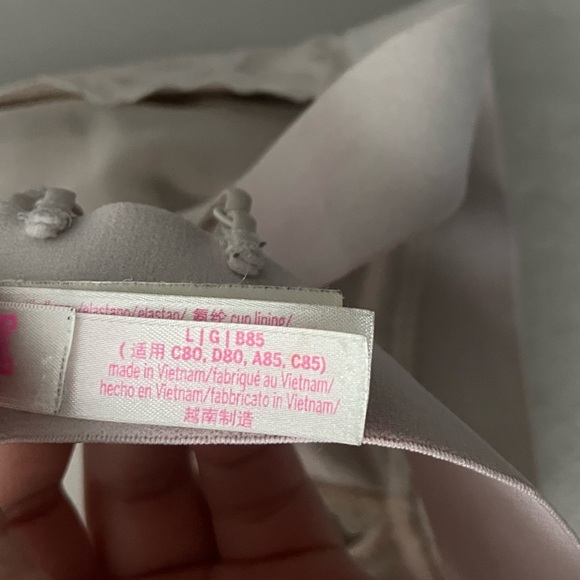 elastano/elastan/ 氨纶 cup lining/
L | G | B85
( 适用 C80, D80, A85, C85)
made in Vietnam/fabriqué au Vietnam/
hecho en Vietnam/fabbricato in Vietnam/
越南制造